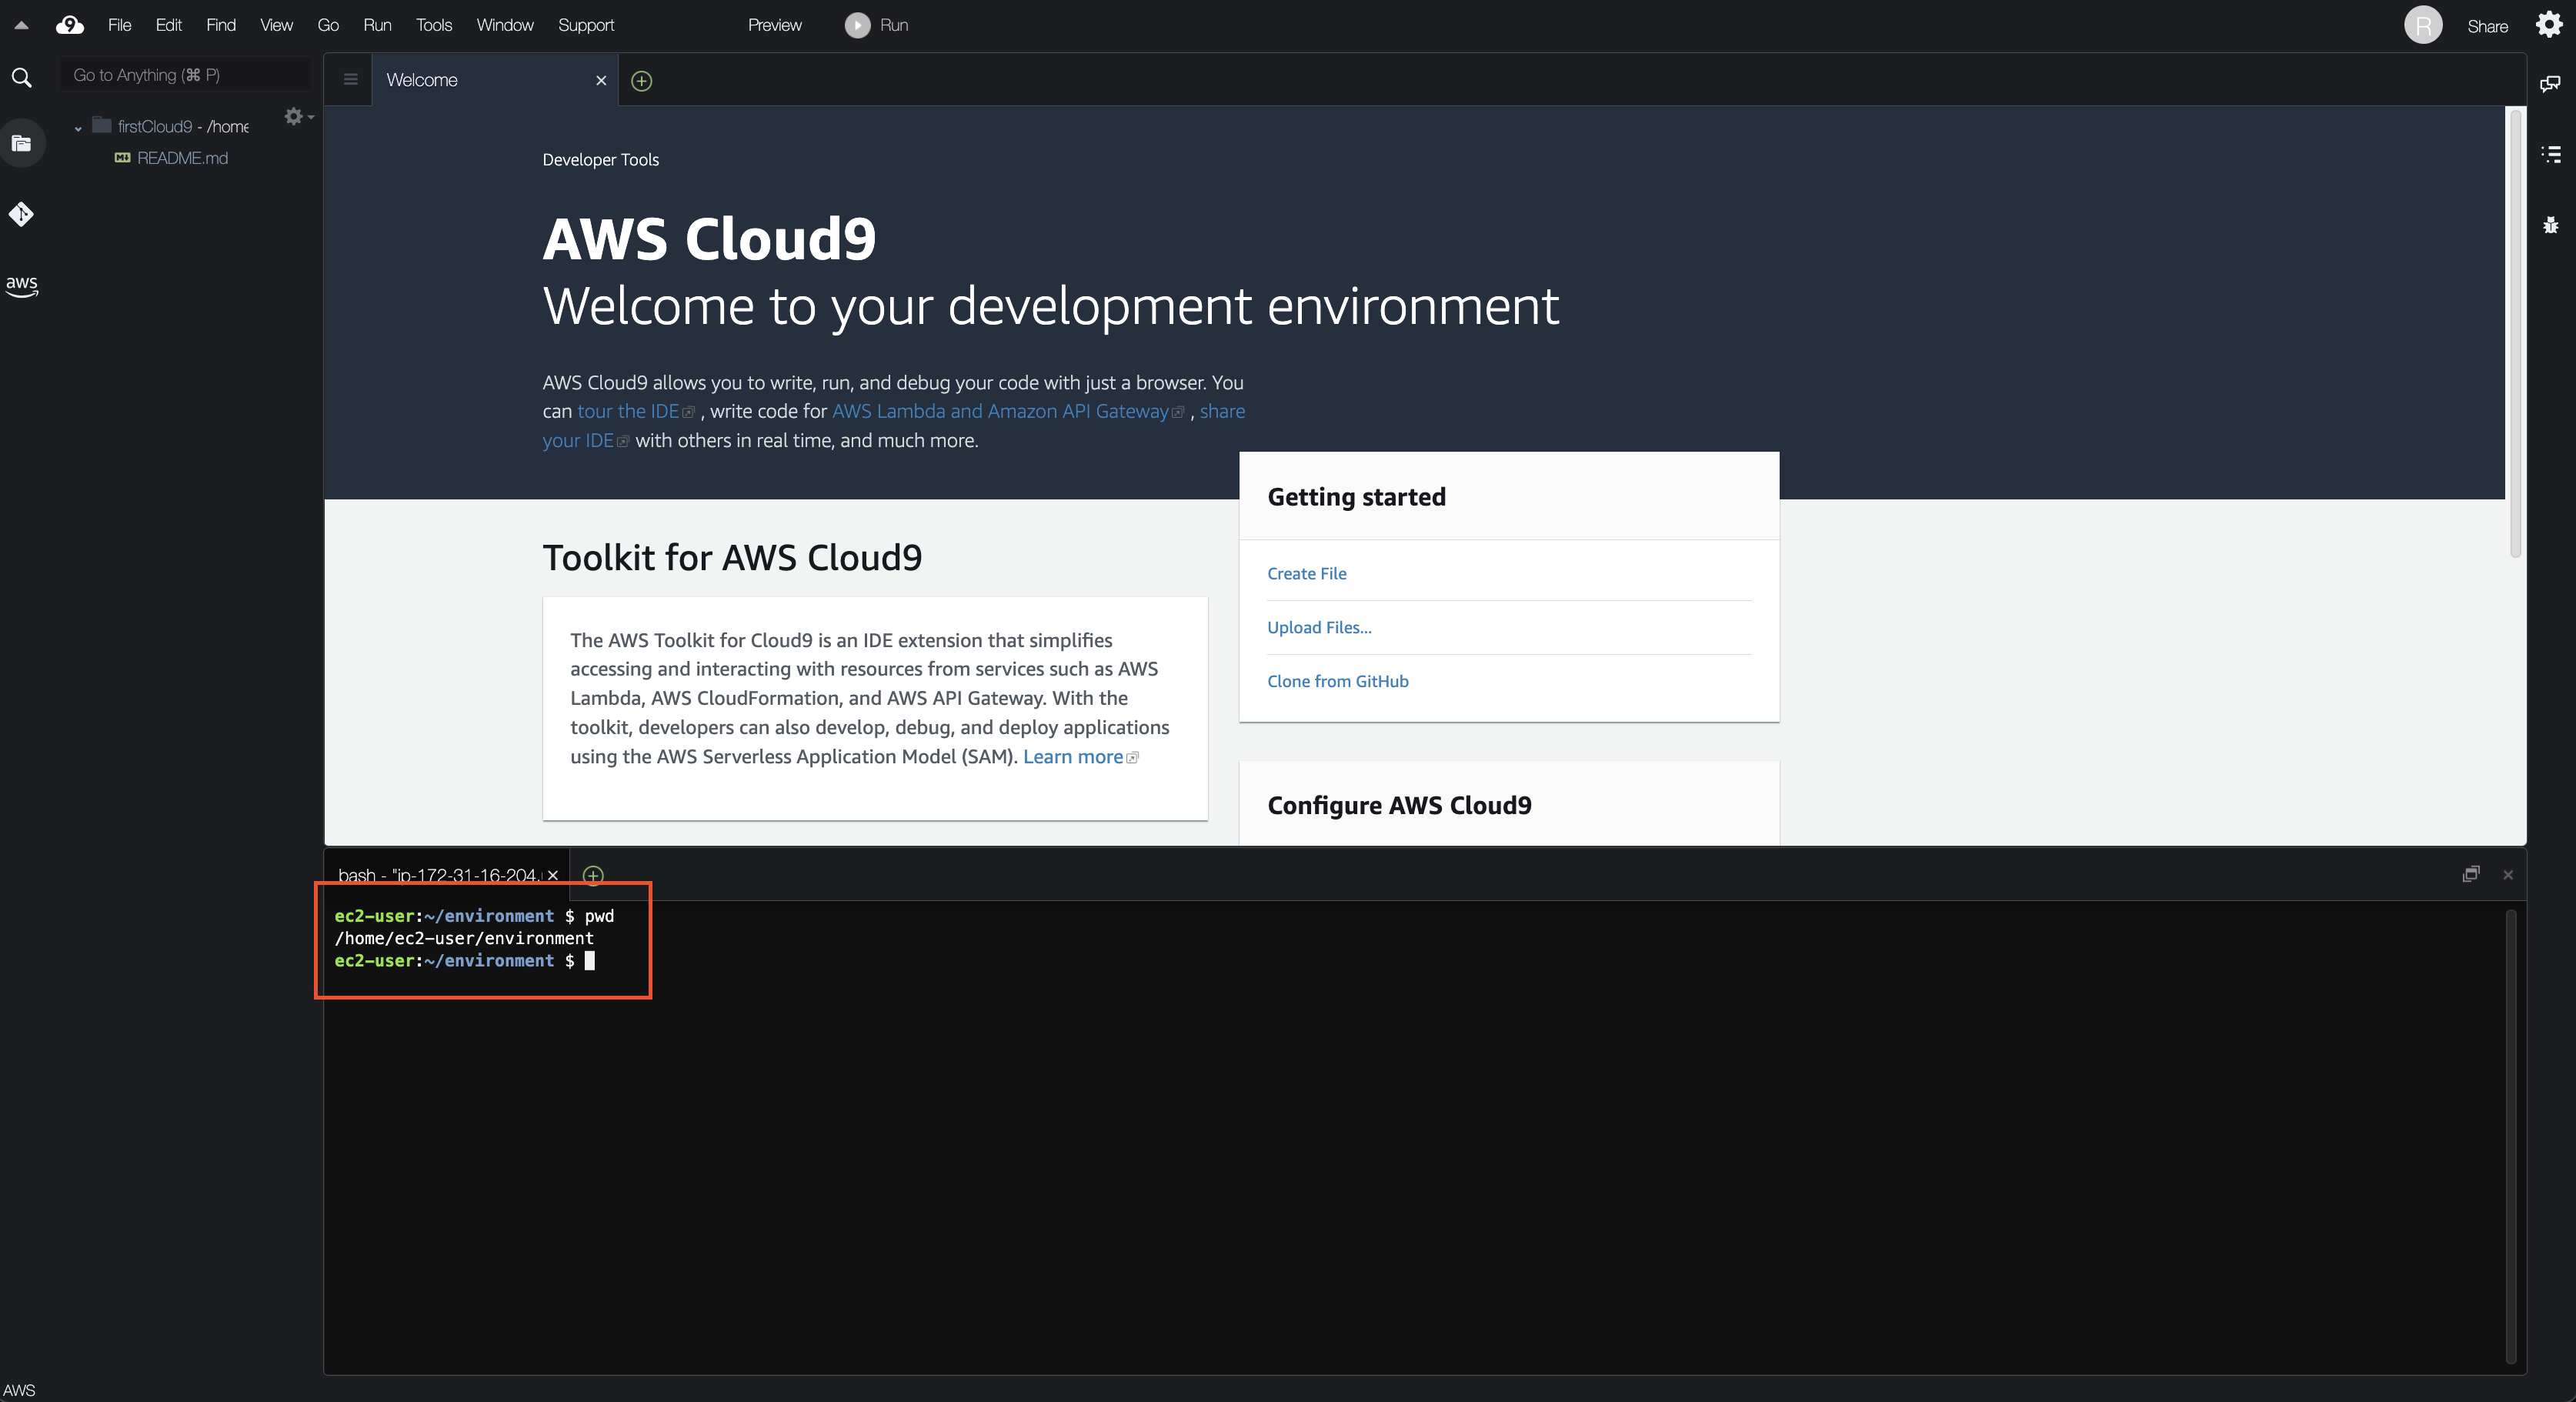 9 File Edit Find View Go Run Tools Window Support Preview Run R Share
Go to Anything (⌘ P)
Welcome
firstCloud9 - /home
README.md
aws
Developer Tools
AWS Cloud9
Welcome to your development environment
AWS Cloud9 allows you to write, run, and debug your code with just a browser. You
can tour the IDE , write code for AWS Lambda and Amazon API Gateway , share
your IDE with others in real time, and much more.
Toolkit for AWS Cloud9
The AWS Toolkit for Cloud9 is an IDE extension that simplifies
accessing and interacting with resources from services such as AWS
Lambda, AWS CloudFormation, and AWS API Gateway. With the
toolkit, developers can also develop, debug, and deploy applications
using the AWS Serverless Application Model (SAM). Learn more
Getting started
Create File
Upload Files...
Clone from GitHub
Configure AWS Cloud9
bash - "ip-172-31-16-204.
ec2-user:~/environment $ pwd
/home/ec2-user/environment
ec2-user:~/environment $
AWS